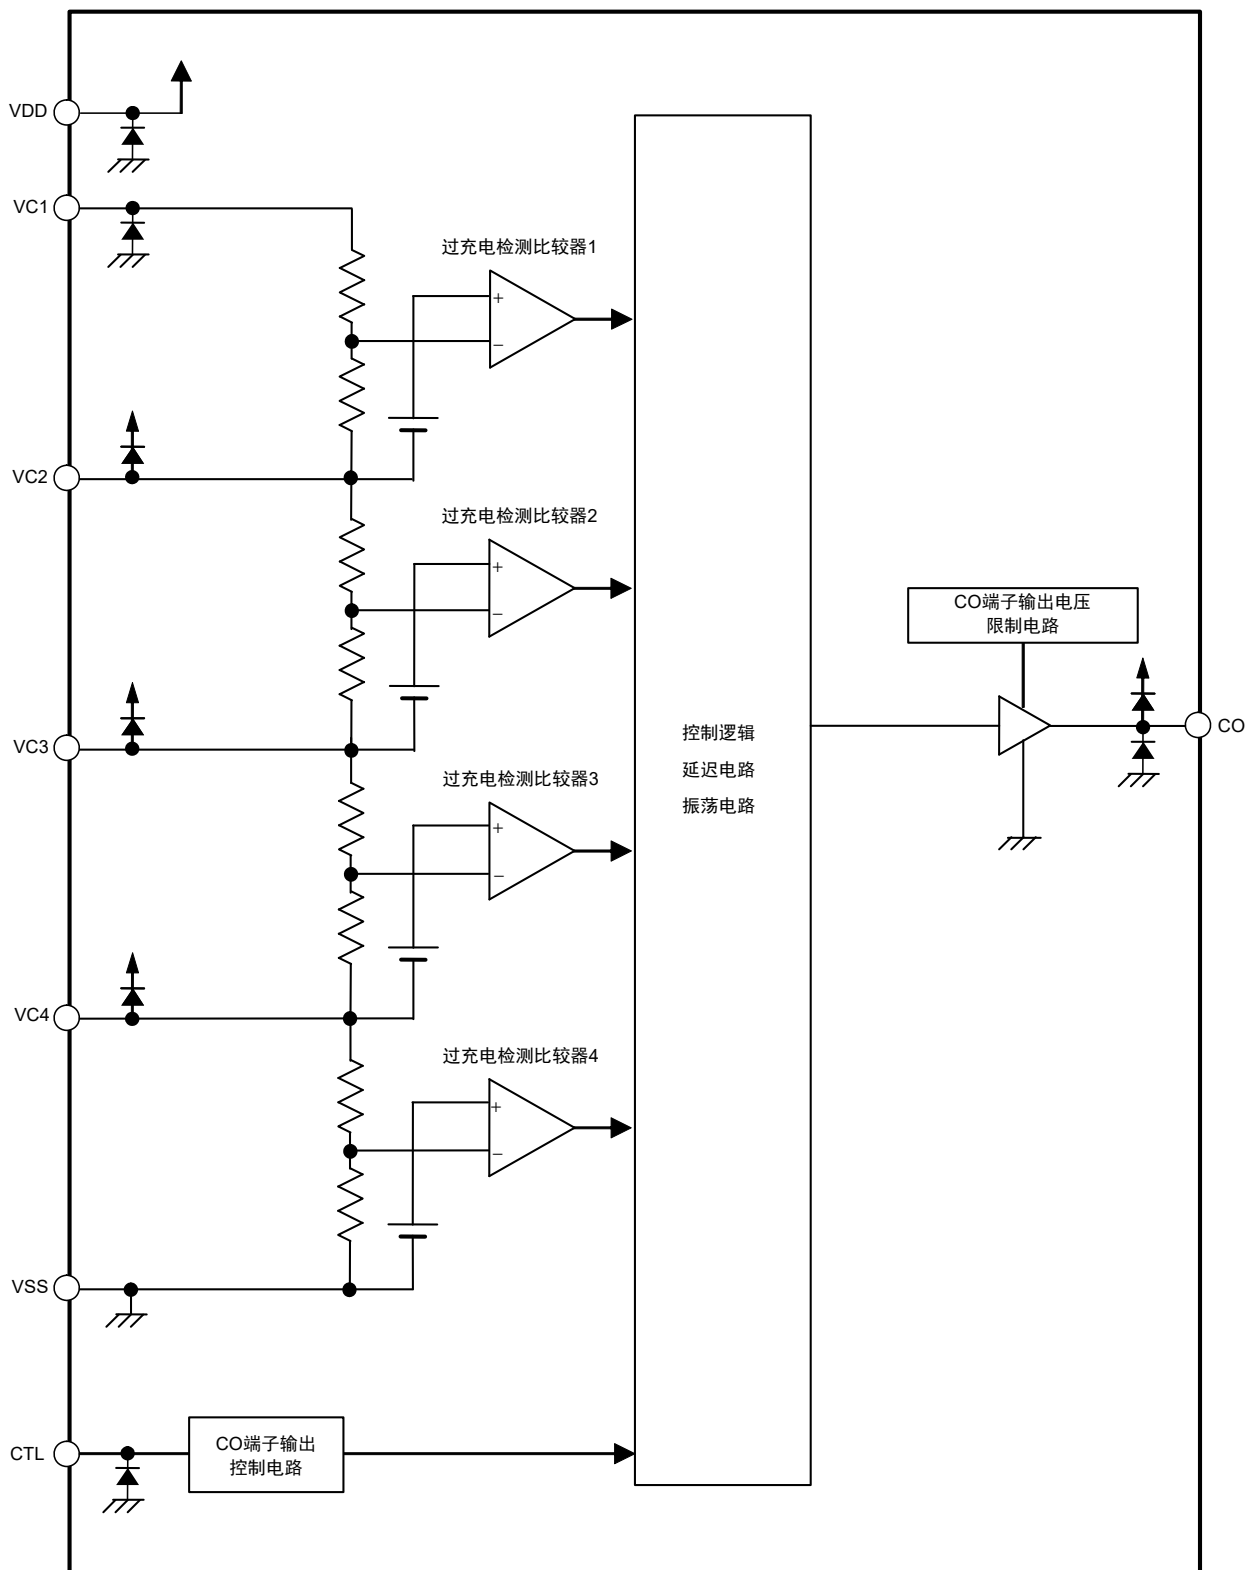 VDD
VC1
过充电检测比较器1
+
−
VC2
过充电检测比较器2
+
−
CO端子输出电压
限制电路
VC3
控制逻辑
延迟电路
振荡电路
CO
过充电检测比较器3
+
−
VC4
过充电检测比较器4
+
−
VSS
CTL
CO端子输出
控制电路